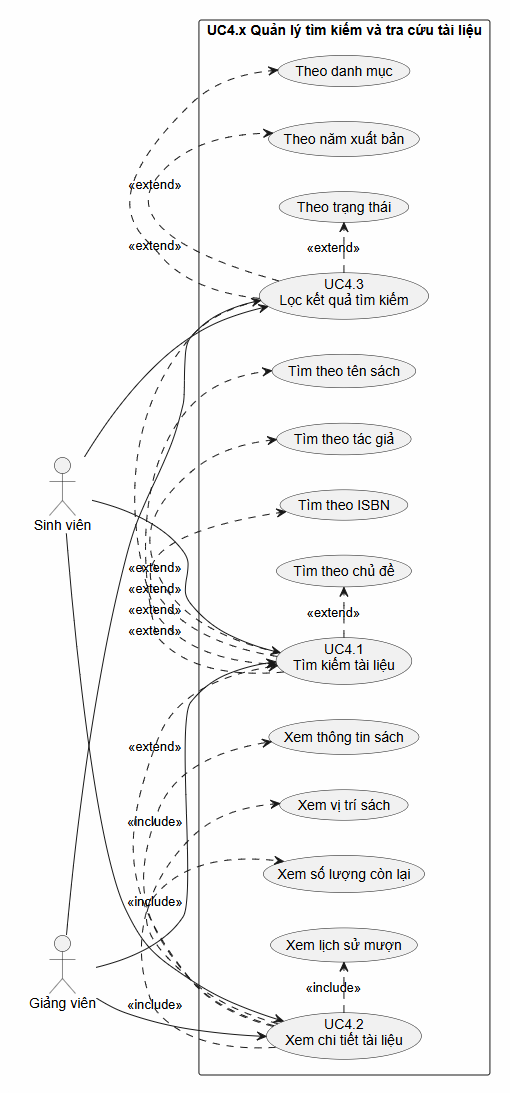 UC4.x Quản lý tìm kiếm và tra cứu tài liệu
Theo danh mục
Theo năm xuất bản
«extend»
Theo trạng thái
«extend»
«extend»
UC4.3
Lọc kết quả tìm kiếm
Tìm theo tên sách
Tìm theo tác giả
Sinh viên
Tìm theo ISBN
«extend»
Tìm theo chủ đề
«extend»
«extend»
«extend»
«extend»
UC4.1
Tìm kiếm tài liệu
Xem thông tin sách
«extend»
Xem vị trí sách
«include»
Xem số lượng còn lại
«include»
Xem lịch sử mượn
«include»
Giảng viên
«include»
UC4.2
Xem chi tiết tài liệu